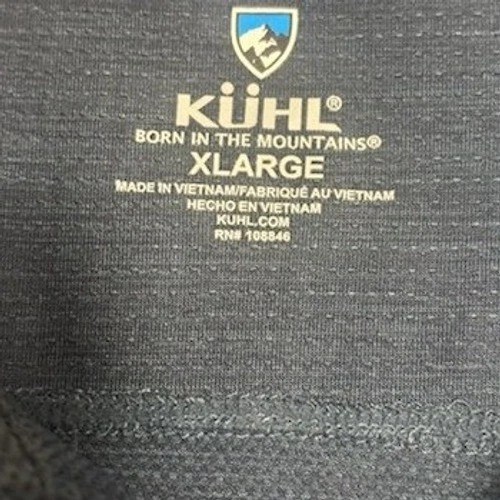 KÜHL®
BORN IN THE MOUNTAINS®
XLARGE
MADE IN VIETNAM/FABRIQUÉ AU VIETNAM
HECHO EN VIETNAM
KUHL.COM
RN# 108846